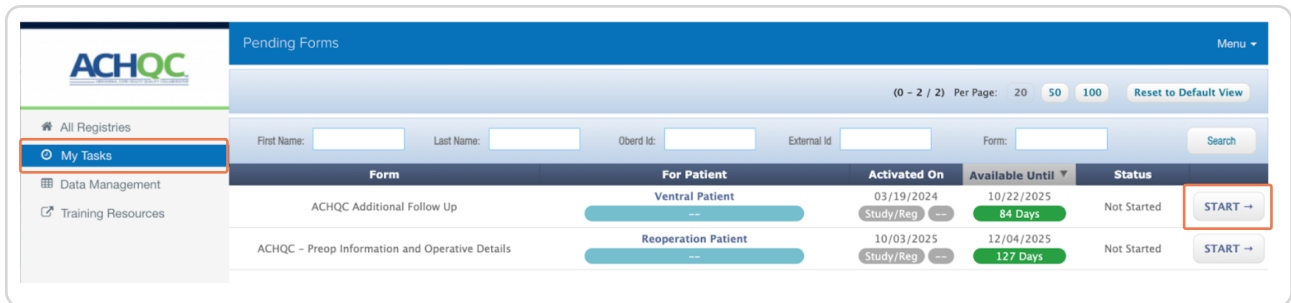 Pending Forms
Menu
ACHQC
(0 - 2 / 2) Per Page: 20 50 100 Reset to Default View
All Registries
My Tasks
Data Management
Training Resources
First Name: Last Name: Oberd Id: External Id Form: Search
Form For Patient Activated On Available Until ▼ Status
ACHQC Additional Follow Up Ventral Patient 03/19/2024 10/22/2025 Not Started START →
-- Study/Reg -- 84 Days
ACHQC – Preop Information and Operative Details Reoperation Patient 10/03/2025 12/04/2025 Not Started START →
-- Study/Reg -- 127 Days